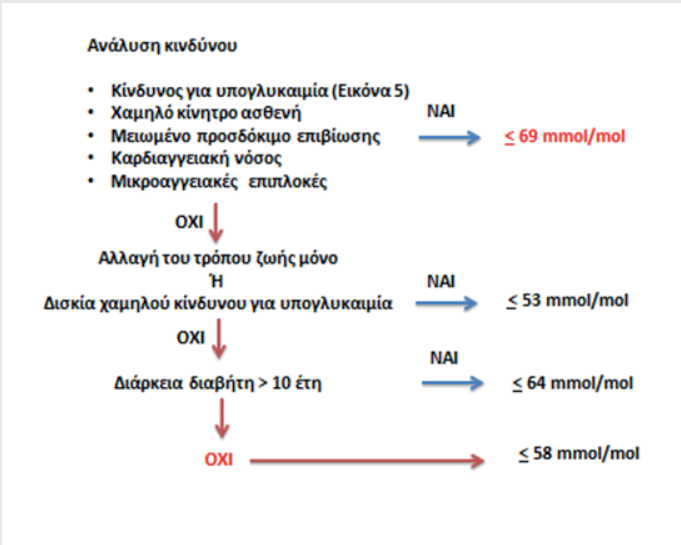 Ανάλυση κινδύνου
• Κίνδυνος για υπογλυκαιμία (Εικόνα 5)
• Χαμηλό κίνητρο ασθενή
ΝΑΙ
• Μειωμένο προσδόκιμο επιβίωσης
≤ 69 mmol/mol
• Καρδιαγγειακή νόσος
• Μικροαγγειακές επιπλοκές
ΟΧΙ
Αλλαγή του τρόπου ζωής μόνο
Ή
ΝΑΙ
Δισκία χαμηλού κίνδυνου για υπογλυκαιμία
≤ 53 mmol/mol
ΟΧΙ
ΝΑΙ
Διάρκεια διαβήτη > 10 έτη
≤ 64 mmol/mol
ΟΧΙ
≤ 58 mmol/mol